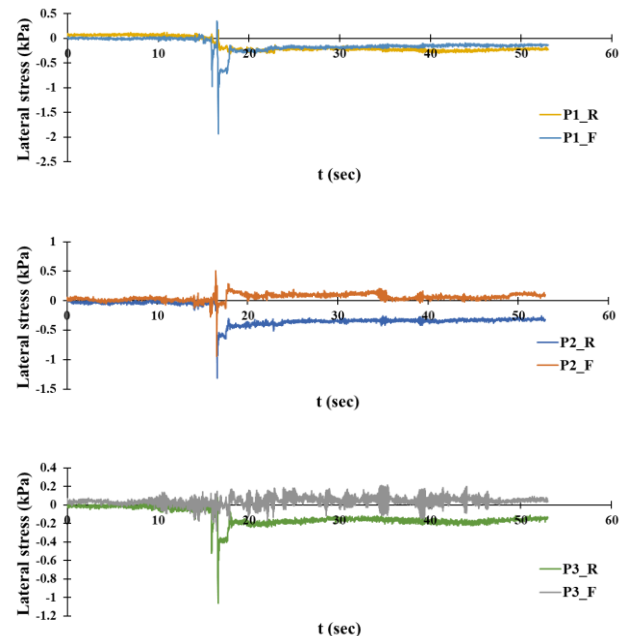 0.5
0
-0.5
-1
-1.5
-2
-2.5
Lateral stress (kPa)
0 10 20 30 40 50 60
P1_R
P1_F
t (sec)
1
0.5
0
-0.5
-1
-1.5
Lateral stress (kPa)
0 10 20 30 40 50 60
P2_R
P2_F
t (sec)
0.4
0.2
0
-0.2
-0.4
-0.6
-0.8
-1
-1.2
Lateral stress (kPa)
0 10 20 30 40 50 60
P3_R
P3_F
t (sec)